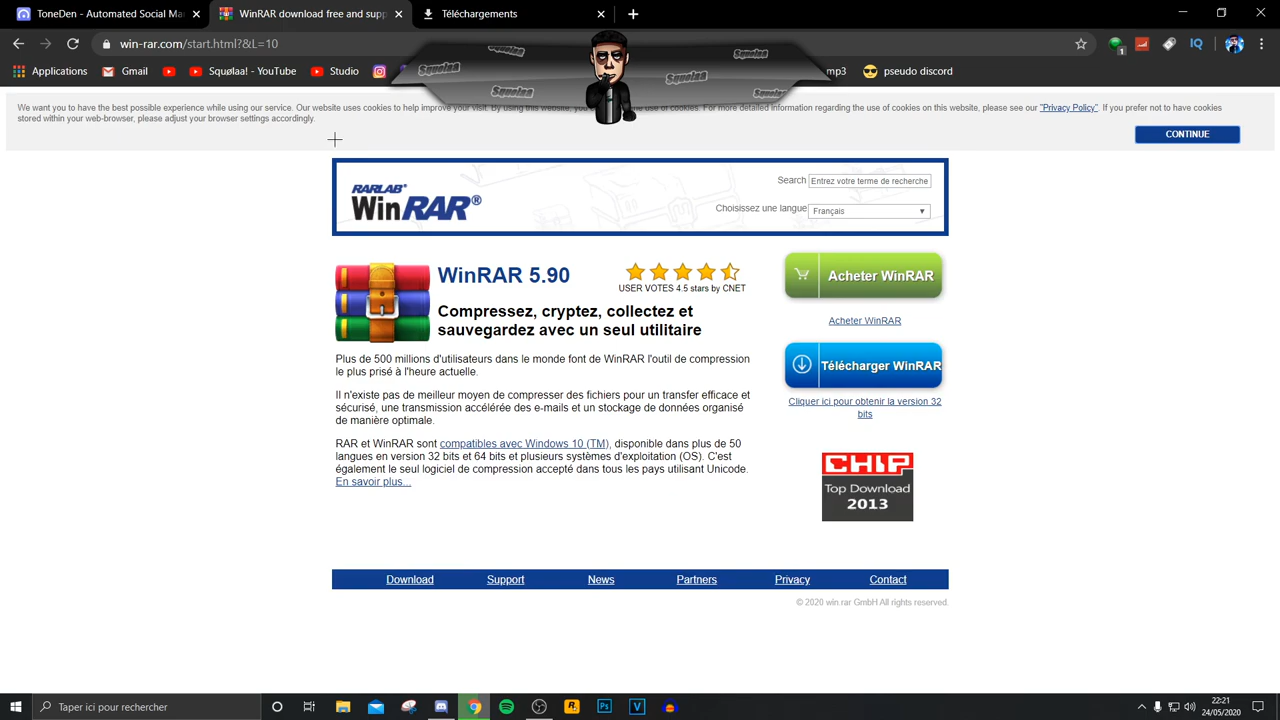 ToneDen - Automated Social Ma
WinRAR download free and supp
Téléchargements
win-rar.com/start.html?&L=10
1
Applications
Gmail
Squølaa! - YouTube
Studio
mp3
pseudo discord
We want you to have the best possible experience while using our service. Our website uses cookies to help improve your visit. By using this website, you the use of cookies. For more detailed information regarding the use of cookies on this website, please see our "Privacy Policy". If you prefer not to have cookies
stored within your web-browser, please adjust your browser settings accordingly.
CONTINUE
RARLAB®
WinRAR®
Search
Entrez votre terme de recherche
Choisissez une langue
Français
WinRAR 5.90
USER VOTES 4.5 stars by CNET
Compressez, cryptez, collectez et
sauvegardez avec un seul utilitaire
Plus de 500 millions d'utilisateurs dans le monde font de WinRAR l'outil de compression
le plus prisé à l'heure actuelle.
Il n'existe pas de meilleur moyen de compresser des fichiers pour un transfer efficace et
sécurisé, une transmission accélérée des e-mails et un stockage de données organisé
de manière optimale.
RAR et WinRAR sont compatibles avec Windows 10 (TM), disponible dans plus de 50
langues en version 32 bits et 64 bits et plusieurs systèmes d'exploitation (OS). C'est
également le seul logiciel de compression accepté dans tous les pays utilisant Unicode.
En savoir plus...
Acheter WinRAR
Acheter WinRAR
Télécharger WinRAR
Cliquer ici pour obtenir la version 32
bits
CHIP
Top Download
2013
Download
Support
News
Partners
Privacy
Contact
© 2020 win.rar GmbH All rights reserved.
Taper ici pour rechercher
22:21
24/05/2020